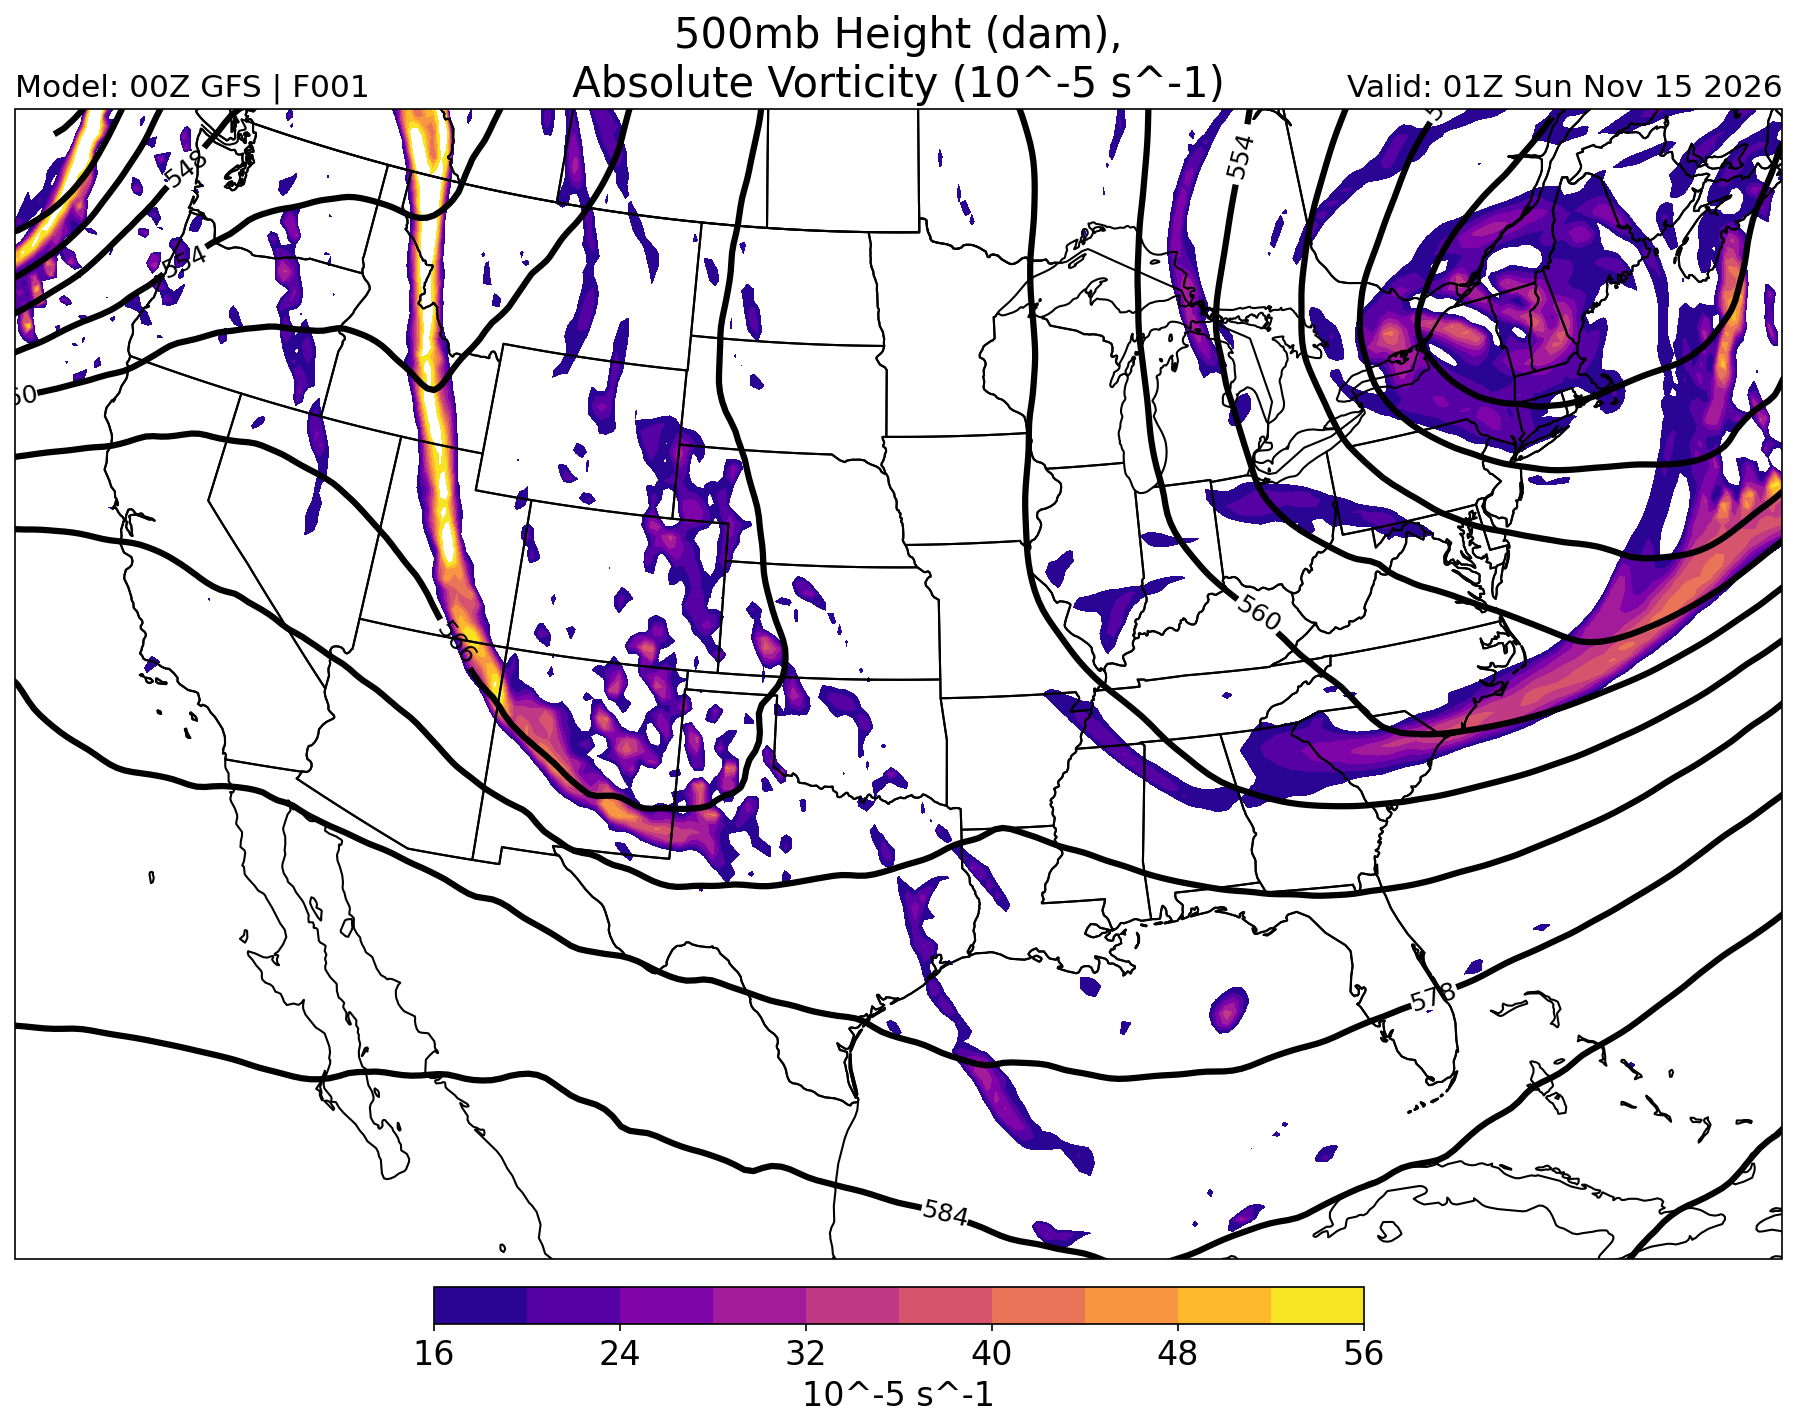 500mb Height (dam),
Absolute Vorticity (10^-5 s^-1)
Model: 00Z GFS | F001
Valid: 01Z Sun Nov 15 2026
548
554
554
560
566
578
584
16 24 32 40 48 56
10^-5 s^-1